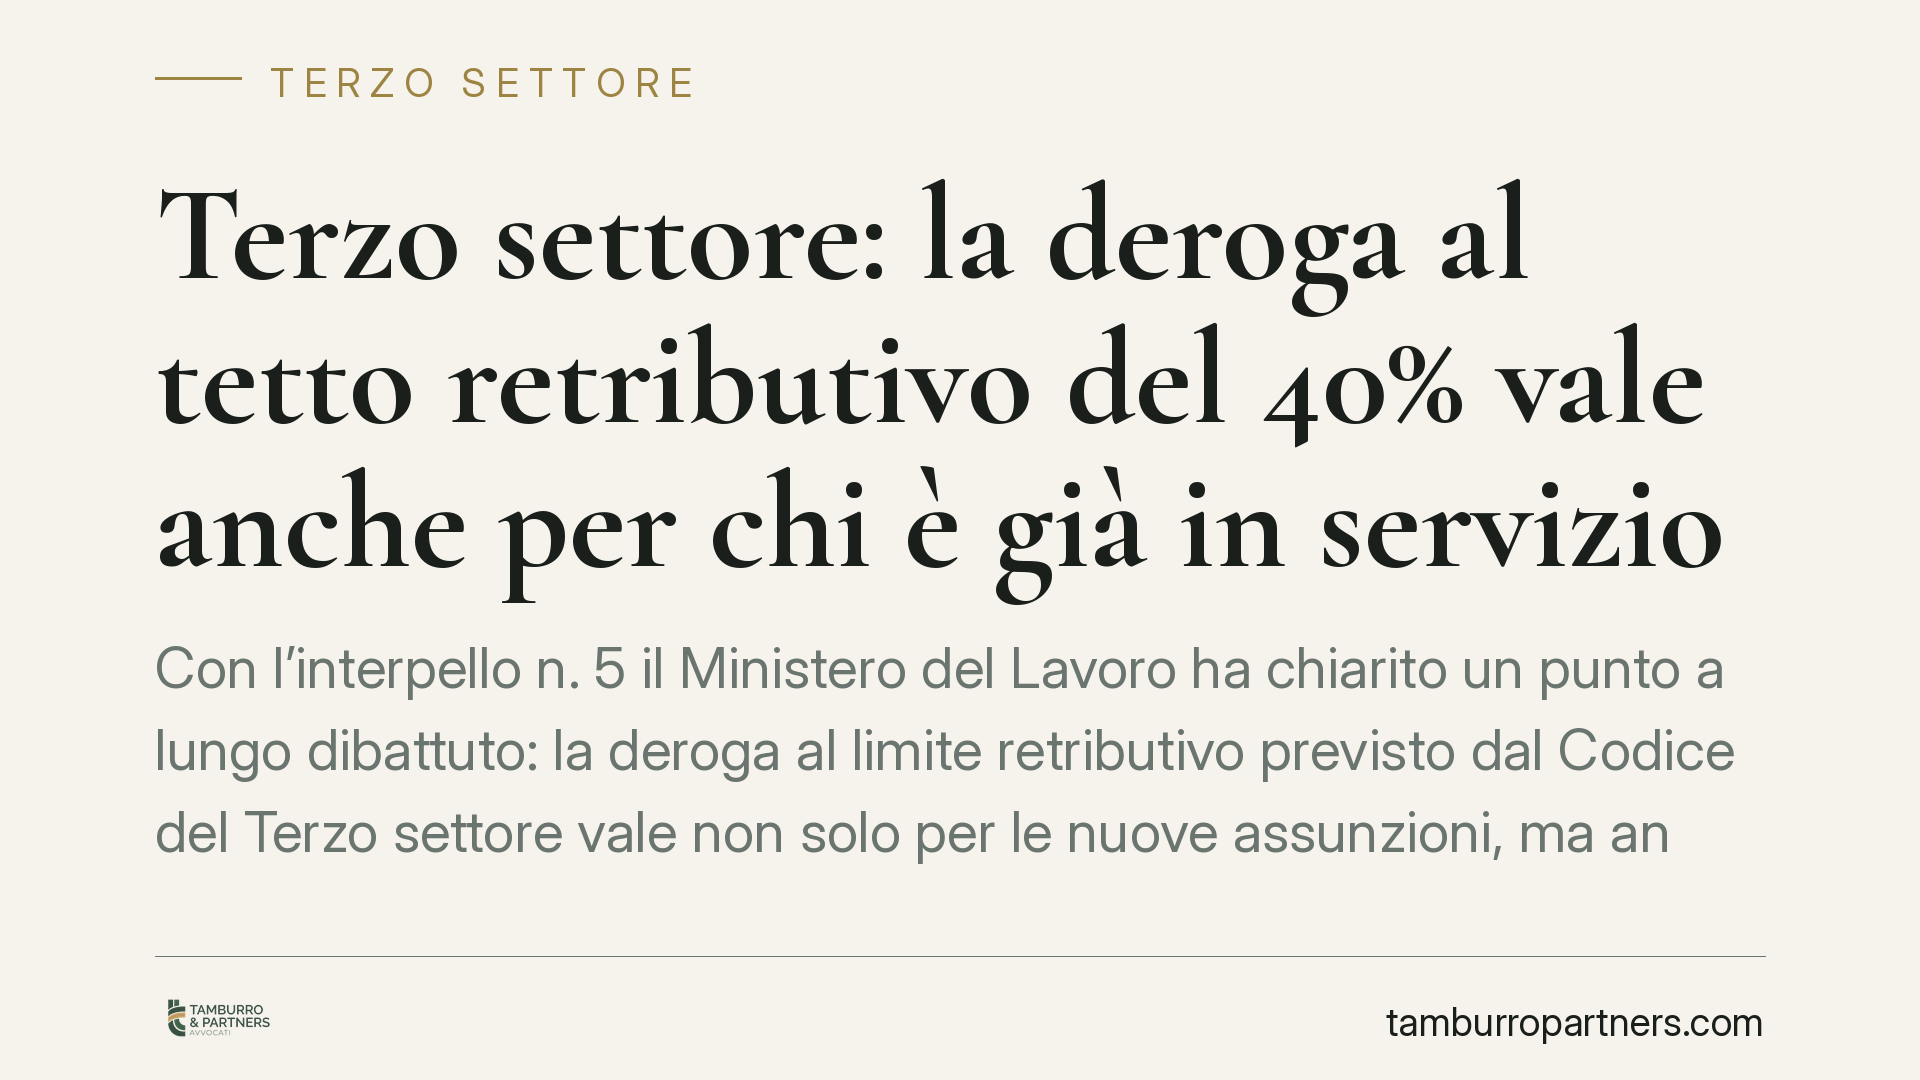 TERZO SETTORE
Terzo settore: la deroga al
tetto retributivo del 40% vale
anche per chi è già in servizio
Con l’interpello n. 5 il Ministero del Lavoro ha chiarito un punto a
lungo dibattuto: la deroga al limite retributivo previsto dal Codice
del Terzo settore vale non solo per le nuove assunzioni, ma an
TAMBURRO
& PARTNERS
AVVOCATI
tamburropartners.com